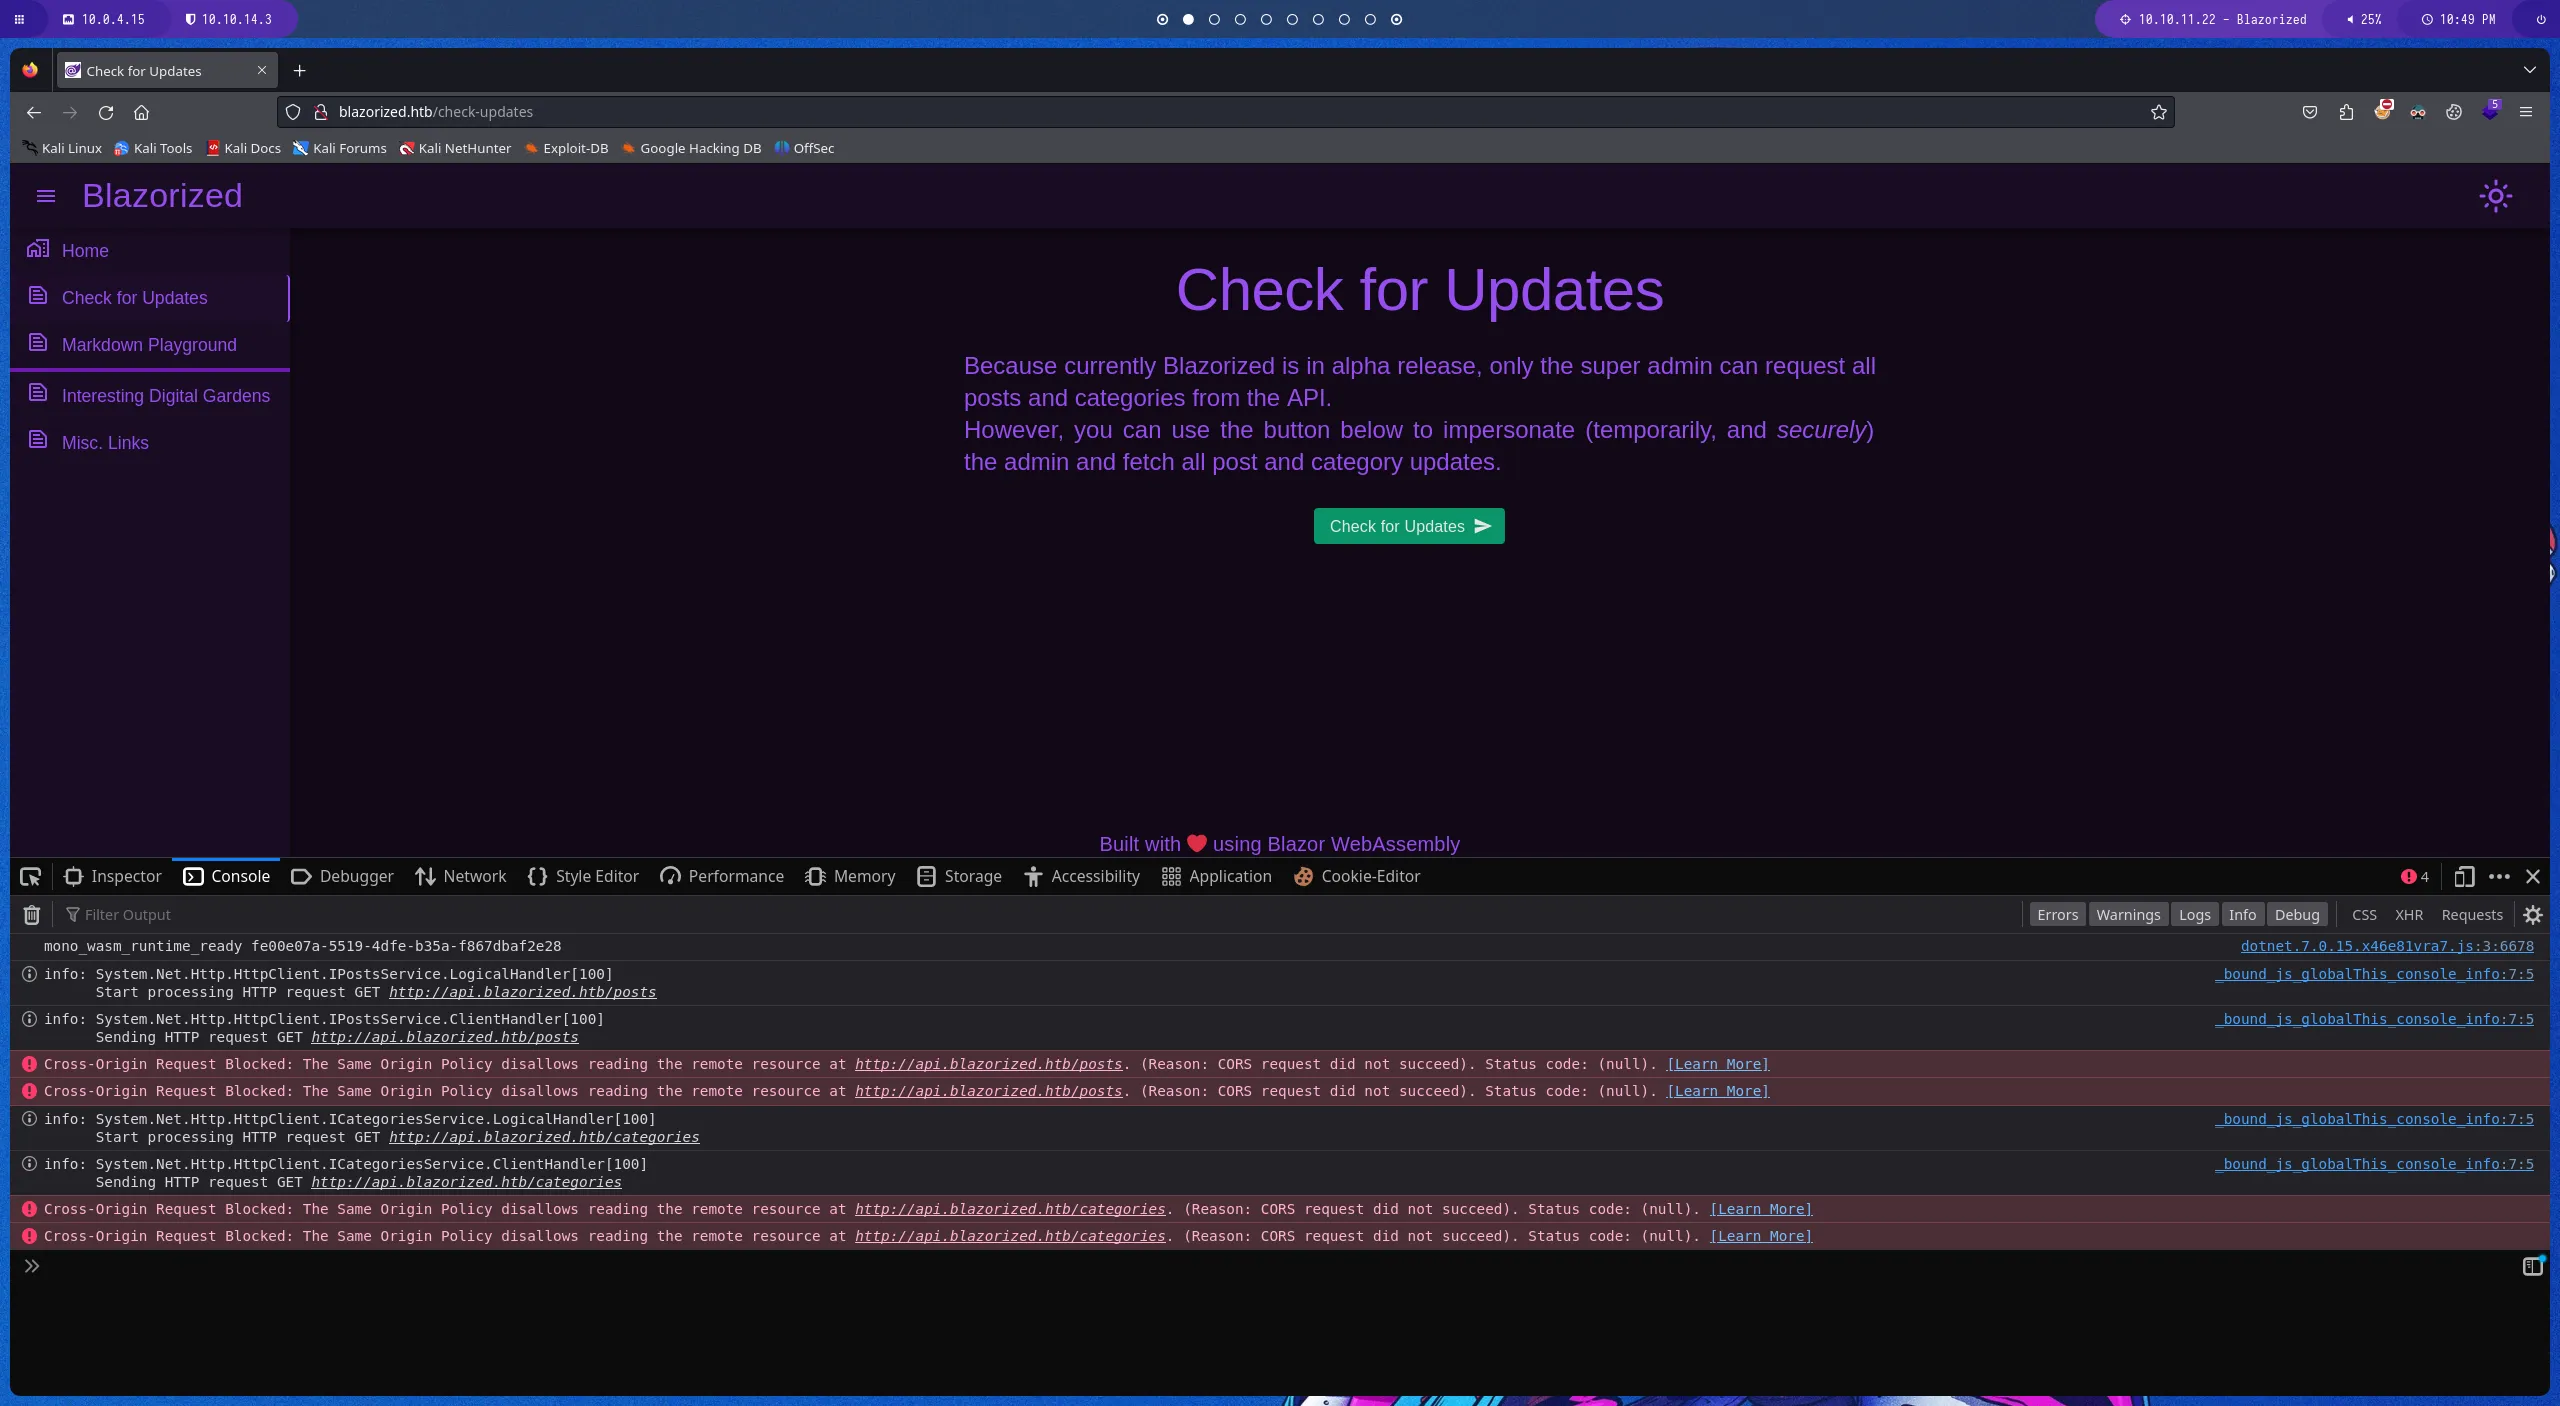 10.0.4.15
10.10.14.3
10.10.11.22 - Blazorized
25%
10:49 PM
Check for Updates
blazorized.htb/check-updates
5
Kali Linux
Kali Tools
Kali Docs
Kali Forums
Kali NetHunter
Exploit-DB
Google Hacking DB
OffSec
Blazorized
Home
Check for Updates
Markdown Playground
Interesting Digital Gardens
Misc. Links
Check for Updates
Because currently Blazorized is in alpha release, only the super admin can request all
posts and categories from the API.
However, you can use the button below to impersonate (temporarily, and securely)
the admin and fetch all post and category updates.
Check for Updates
Built with ❤️ using Blazor WebAssembly
Inspector
Console
Debugger
Network
Style Editor
Performance
Memory
Storage
Accessibility
Application
Cookie-Editor
4
Filter Output
Errors
Warnings
Logs
Info
Debug
CSS
XHR
Requests
mono_wasm_runtime_ready fe00e07a-5519-4dfe-b35a-f867dbaf2e28
dotnet.7.0.15.x46e81vra7.js:3:6678
info: System.Net.Http.HttpClient.IPostsService.LogicalHandler[100]
_bound_js_globalThis_console_info:7:5
Start processing HTTP request GET http://api.blazorized.htb/posts
info: System.Net.Http.HttpClient.IPostsService.ClientHandler[100]
_bound_js_globalThis_console_info:7:5
Sending HTTP request GET http://api.blazorized.htb/posts
Cross-Origin Request Blocked: The Same Origin Policy disallows reading the remote resource at http://api.blazorized.htb/posts. (Reason: CORS request did not succeed). Status code: (null). [Learn More]
Cross-Origin Request Blocked: The Same Origin Policy disallows reading the remote resource at http://api.blazorized.htb/posts. (Reason: CORS request did not succeed). Status code: (null). [Learn More]
info: System.Net.Http.HttpClient.ICategoriesService.LogicalHandler[100]
_bound_js_globalThis_console_info:7:5
Start processing HTTP request GET http://api.blazorized.htb/categories
info: System.Net.Http.HttpClient.ICategoriesService.ClientHandler[100]
_bound_js_globalThis_console_info:7:5
Sending HTTP request GET http://api.blazorized.htb/categories
Cross-Origin Request Blocked: The Same Origin Policy disallows reading the remote resource at http://api.blazorized.htb/categories. (Reason: CORS request did not succeed). Status code: (null). [Learn More]
Cross-Origin Request Blocked: The Same Origin Policy disallows reading the remote resource at http://api.blazorized.htb/categories. (Reason: CORS request did not succeed). Status code: (null). [Learn More]